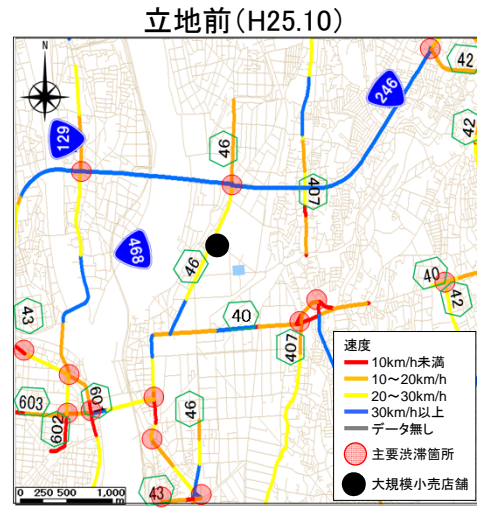 立地前(H25.10)
N
42
246
129
46
42
407
468
46
40
43
40
42
407
603
601
602
46
43
0 250 500 1,000 m
速度
10km/h未満
10～20km/h
20～30km/h
30km/h以上
データ無し
主要渋滞箇所
大規模小売店舗